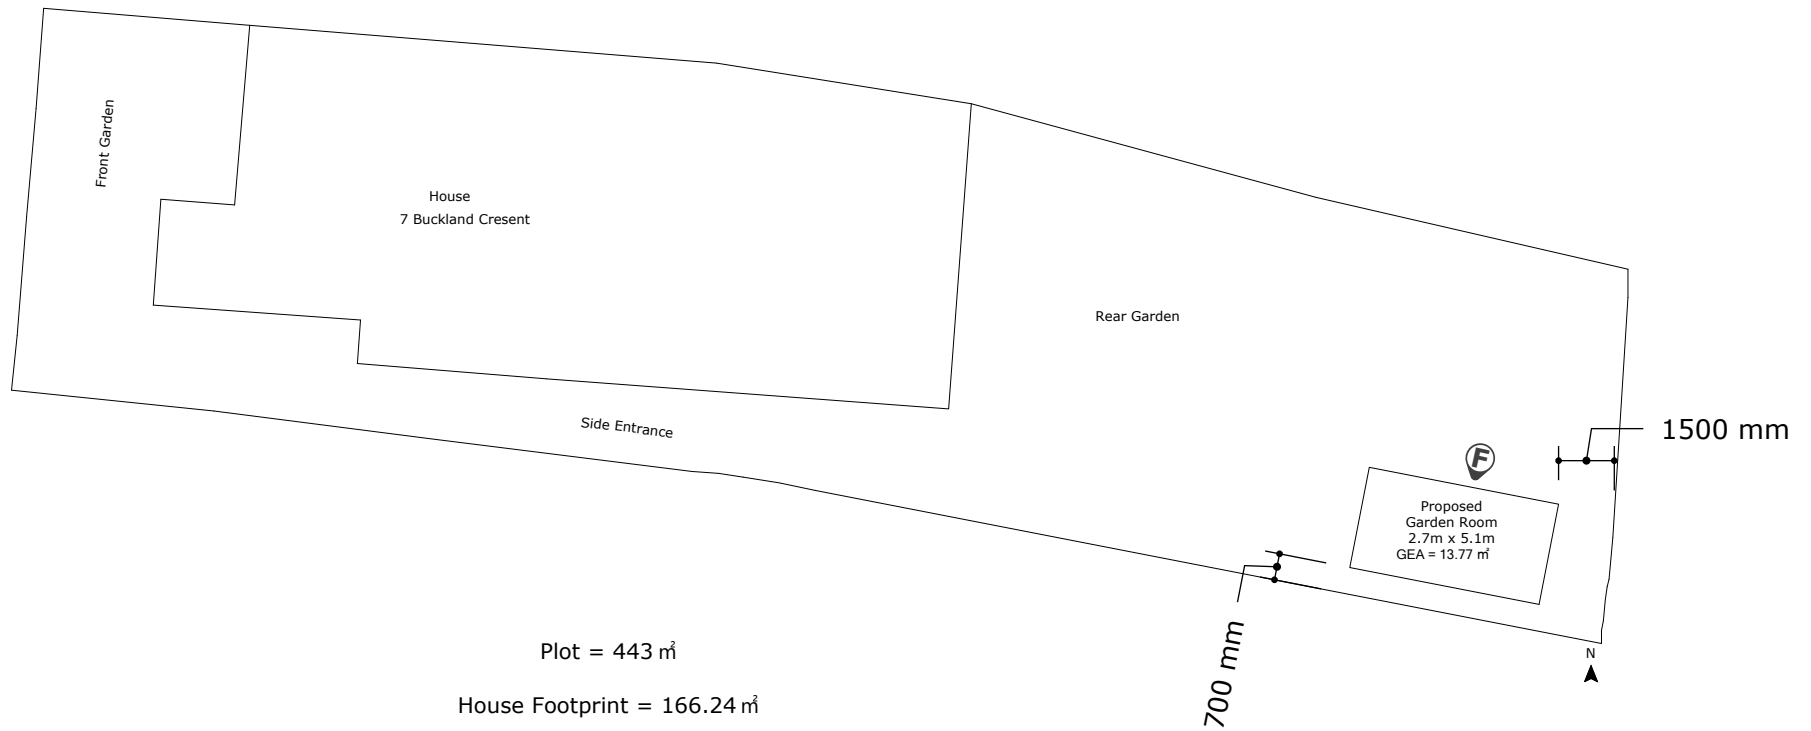 Front Garden
House
7 Buckland Cresent
Rear Garden
Side Entrance
1500 mm
F
Proposed
Garden Room
2.7m x 5.1m
GEA = 13.77 ㎡
700 mm
N
Plot = 443 ㎡
House Footprint = 166.24 ㎡